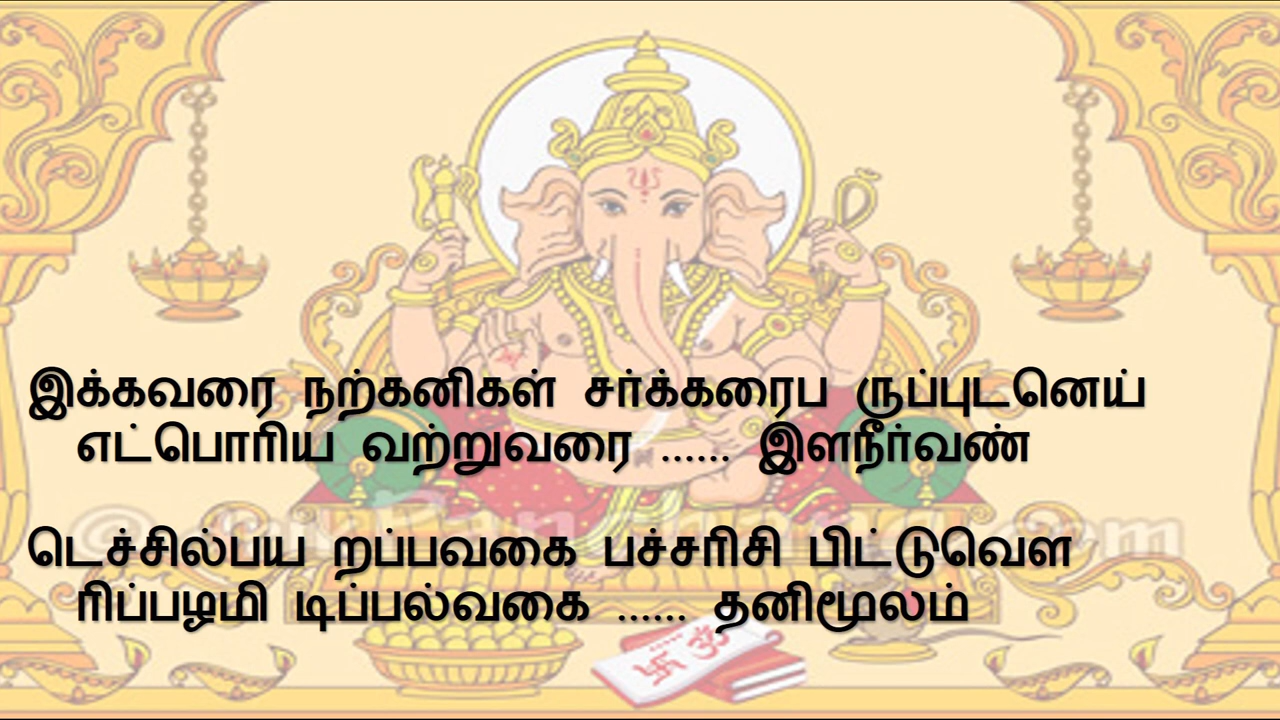 இக்கவரை நற்கனிகள் சர்க்கரைப ருப்புடனெய்
எட்பொரிய வற்றுவரை ...... இளநீர்வண்
டெச்சில்பய றப்பவகை பச்சரிசி பிட்டுவெள
ரிப்பழமி டிப்பல்வகை ...... தனிமூலம்